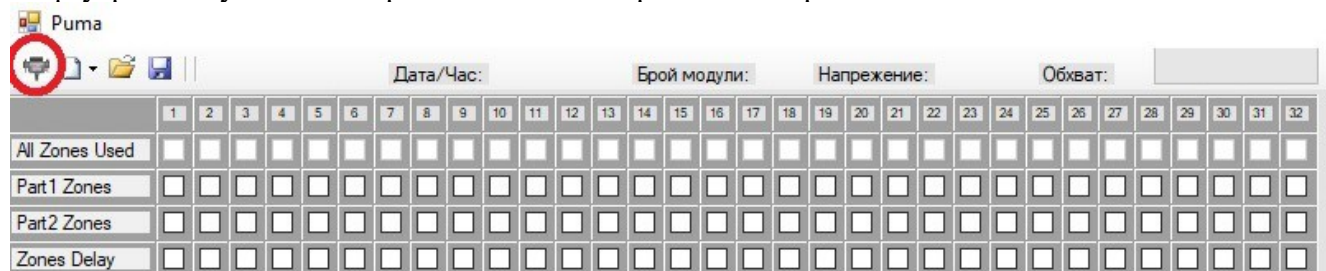 Puma
Дата/Час: Брой модули: Напрежение: Обхват:
1 2 3 4 5 6 7 8 9 10 11 12 13 14 15 16 17 18 19 20 21 22 23 24 25 26 27 28 29 30 31 32
All Zones Used
Part1 Zones
Part2 Zones
Zones Delay